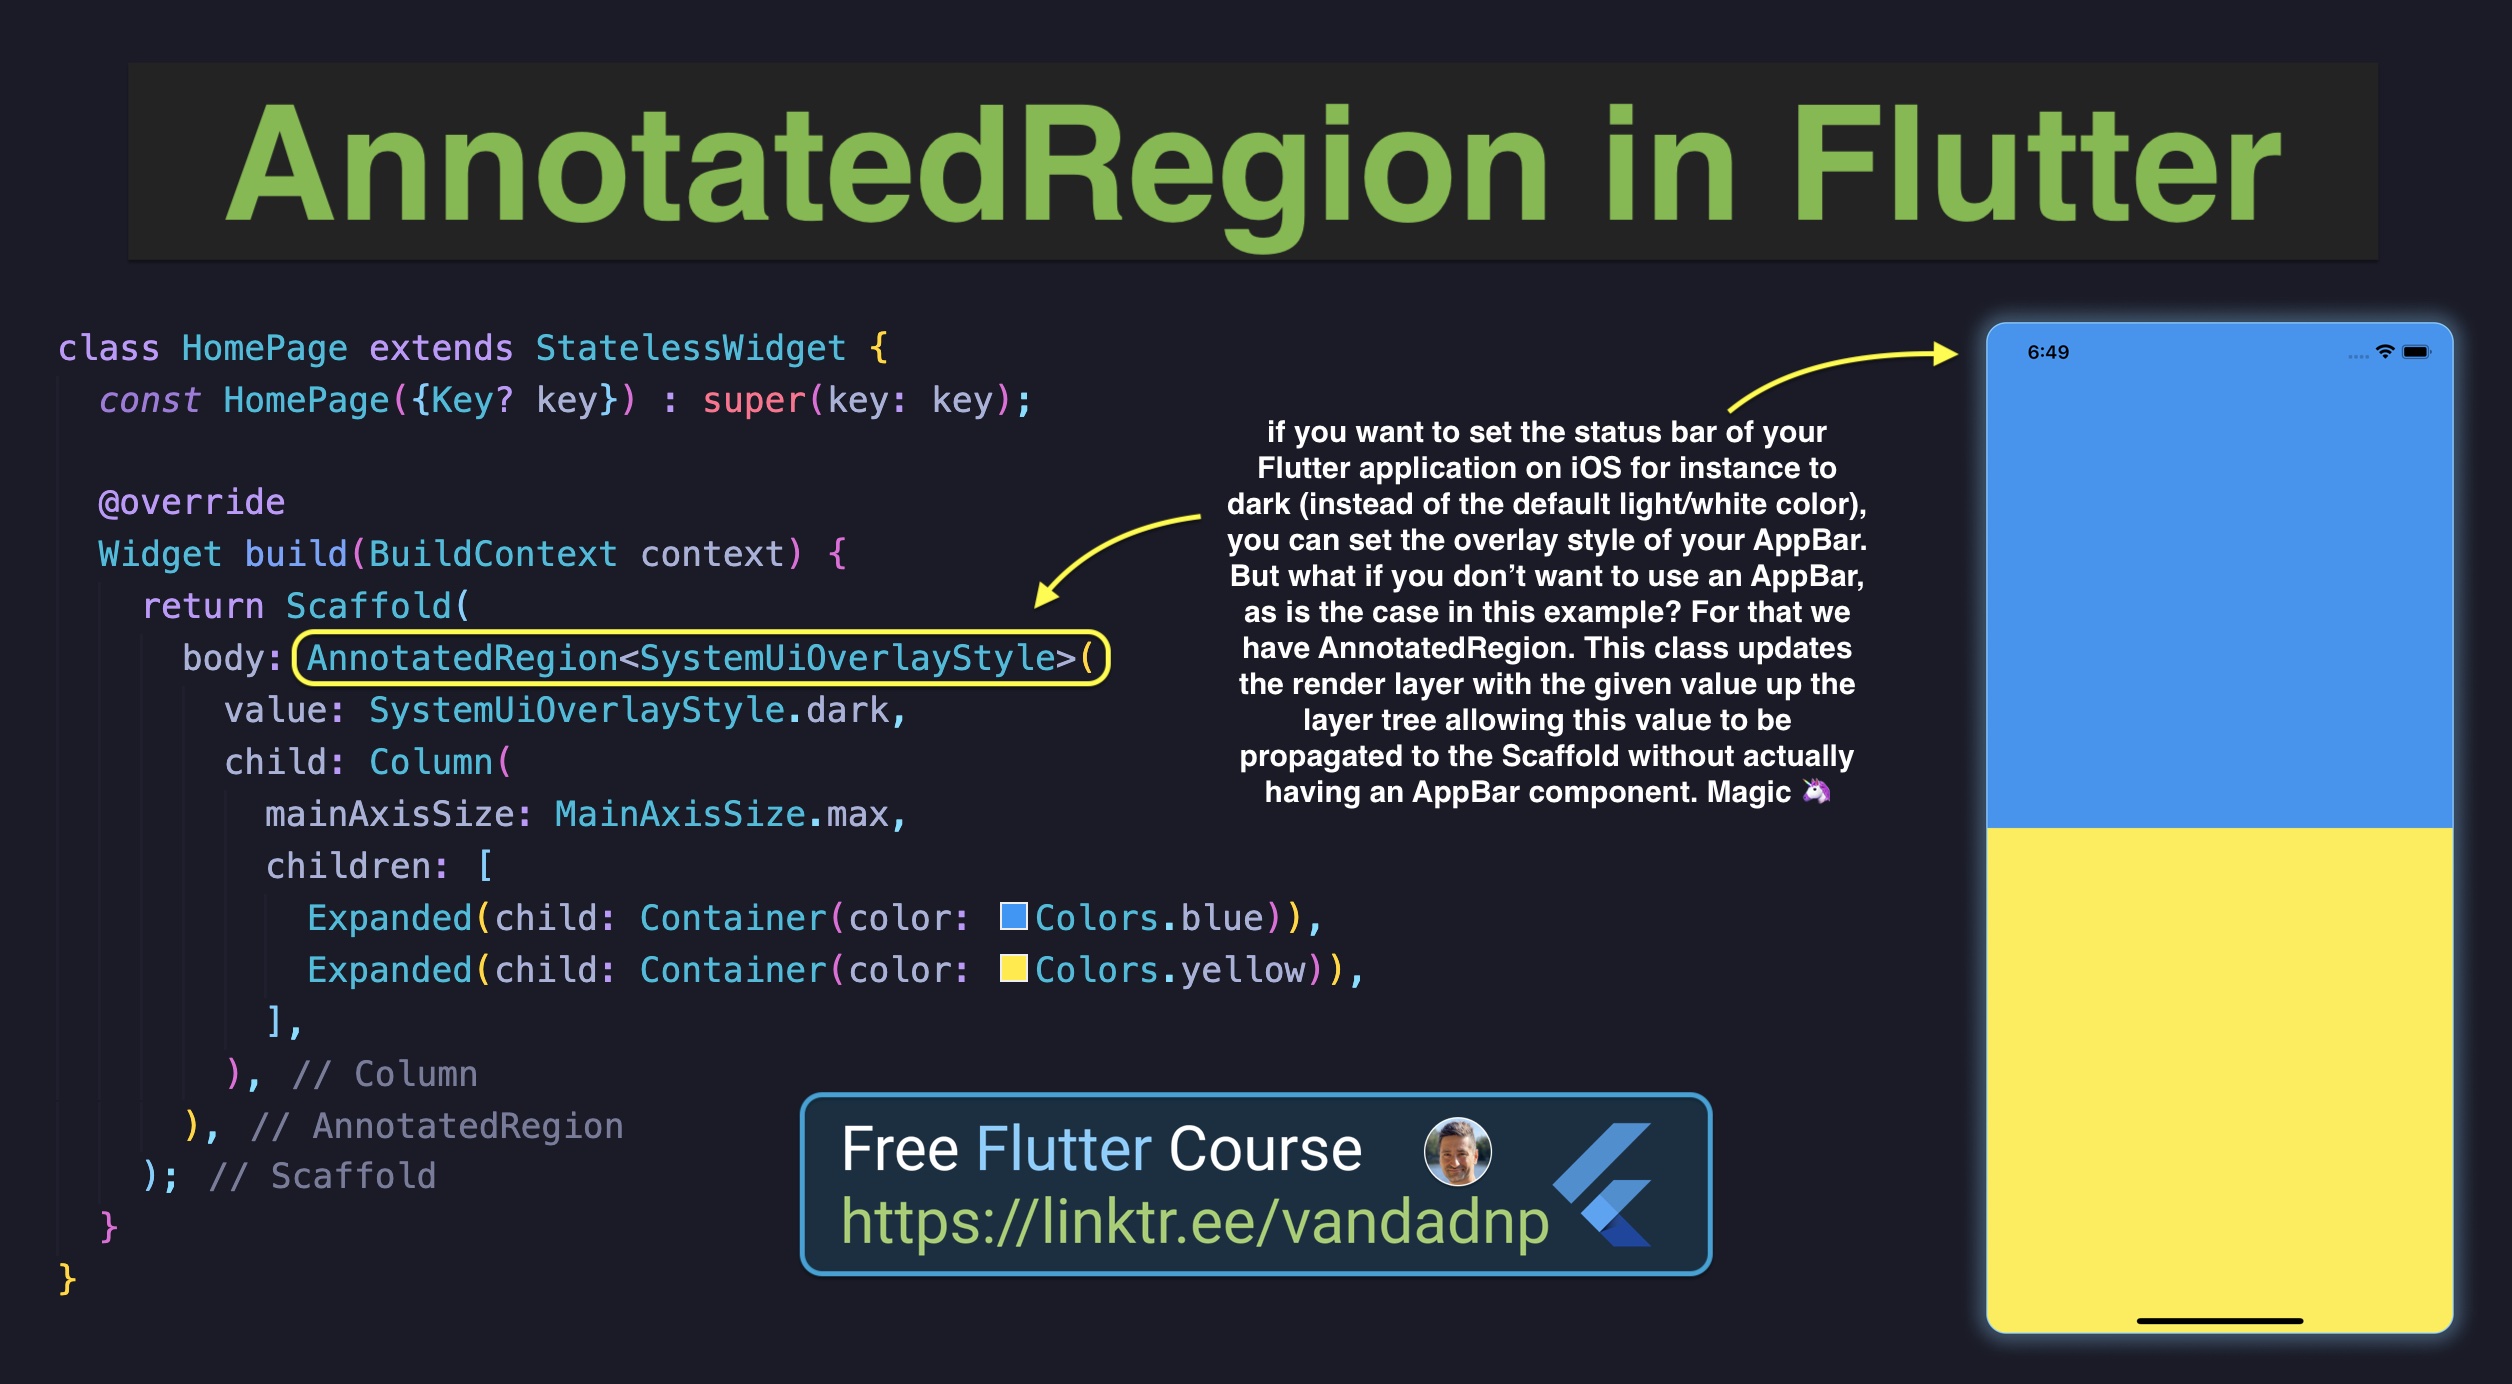 AnnotatedRegion in Flutter
class HomePage extends StatelessWidget {
const HomePage({Key? key}) : super(key: key);
@override
Widget build(BuildContext context) {
return Scaffold(
body: AnnotatedRegion<SystemUiOverlayStyle>(
value: SystemUiOverlayStyle.dark,
child: Column(
mainAxisSize: MainAxisSize.max,
children: [
Expanded(child: Container(color: Colors.blue)),
Expanded(child: Container(color: Colors.yellow)),
],
), // Column
), // AnnotatedRegion
); // Scaffold
}
}
if you want to set the status bar of your
Flutter application on iOS for instance to
dark (instead of the default light/white color),
you can set the overlay style of your AppBar.
But what if you don’t want to use an AppBar,
as is the case in this example? For that we
have AnnotatedRegion. This class updates
the render layer with the given value up the
layer tree allowing this value to be
propagated to the Scaffold without actually
having an AppBar component. Magic 🦄
6:49
Free Flutter Course
https://linktr.ee/vandadnp